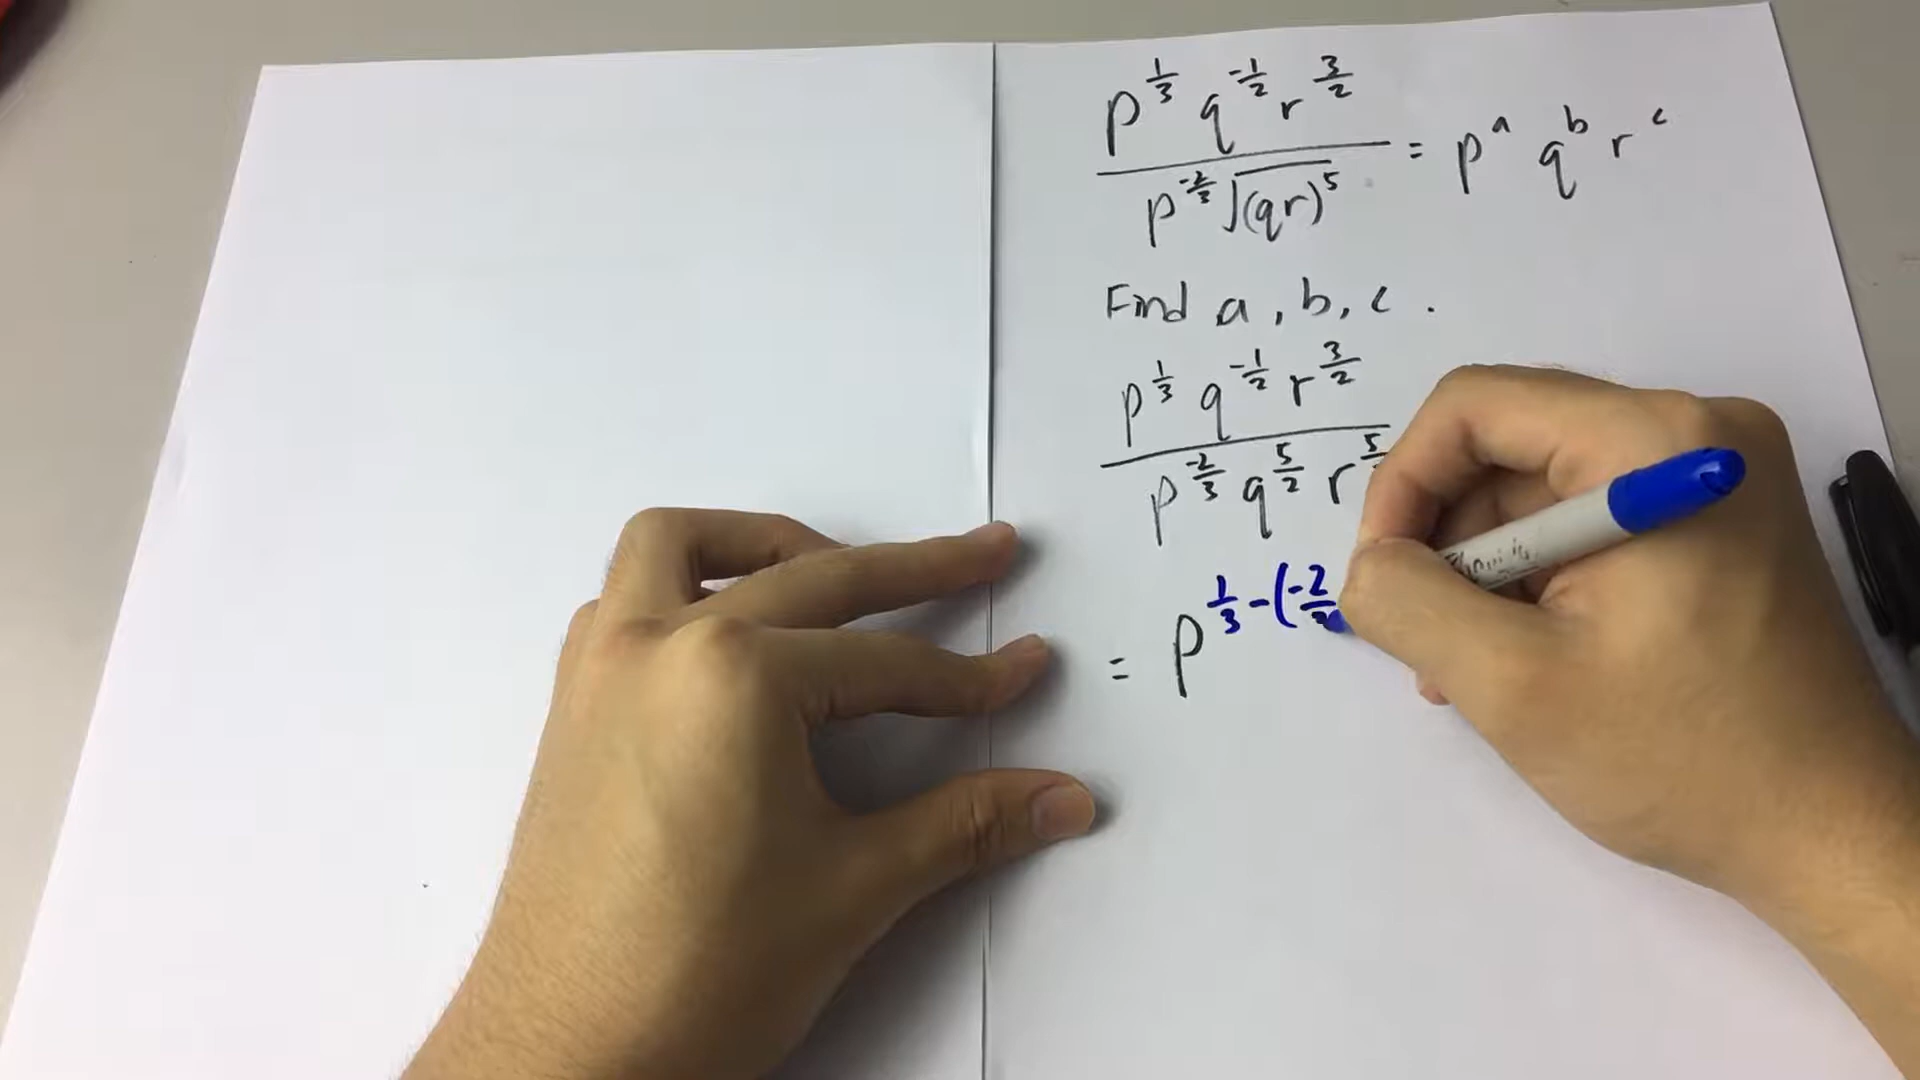 p^{1/3} q^{-1/2} r^{3/2} / p^{-2/3} √(qr)^5 = p^a q^b r^c
Find a, b, c.
p^{1/3} q^{-1/2} r^{3/2} / p^{-2/3} q^{5/2} r^{5/
= p^{1/3 - (-2/3